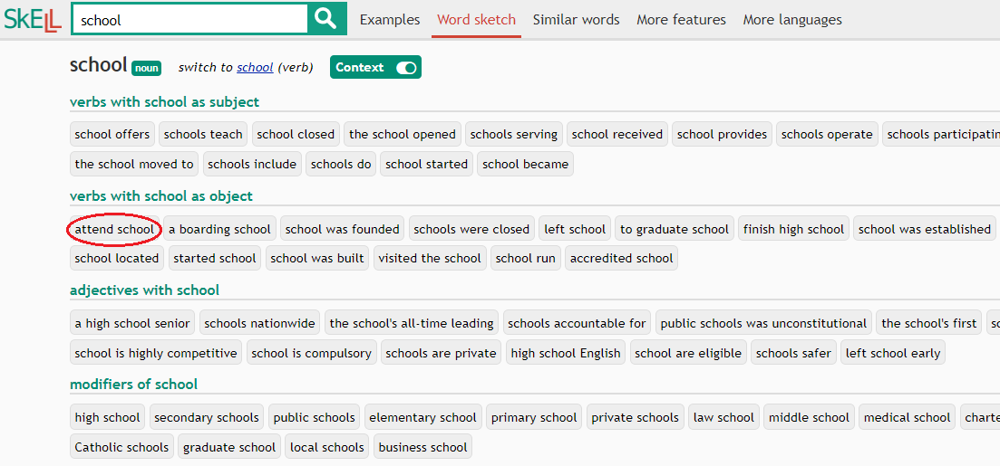 SkELL school Examples Word sketch Similar words More features More languages
school noun switch to school (verb) Context
verbs with school as subject
school offers schools teach school closed the school opened schools serving school received school provides schools operate schools participatin
the school moved to schools include schools do school started school became
verbs with school as object
attend school a boarding school school was founded schools were closed left school to graduate school finish high school school was established
school located started school school was built visited the school school run accredited school
adjectives with school
a high school senior schools nationwide the school's all-time leading schools accountable for public schools was unconstitutional the school's first sc
school is highly competitive school is compulsory schools are private high school English school are eligible schools safer left school early
modifiers of school
high school secondary schools public schools elementary school primary school private schools law school middle school medical school charte
Catholic schools graduate school local schools business school